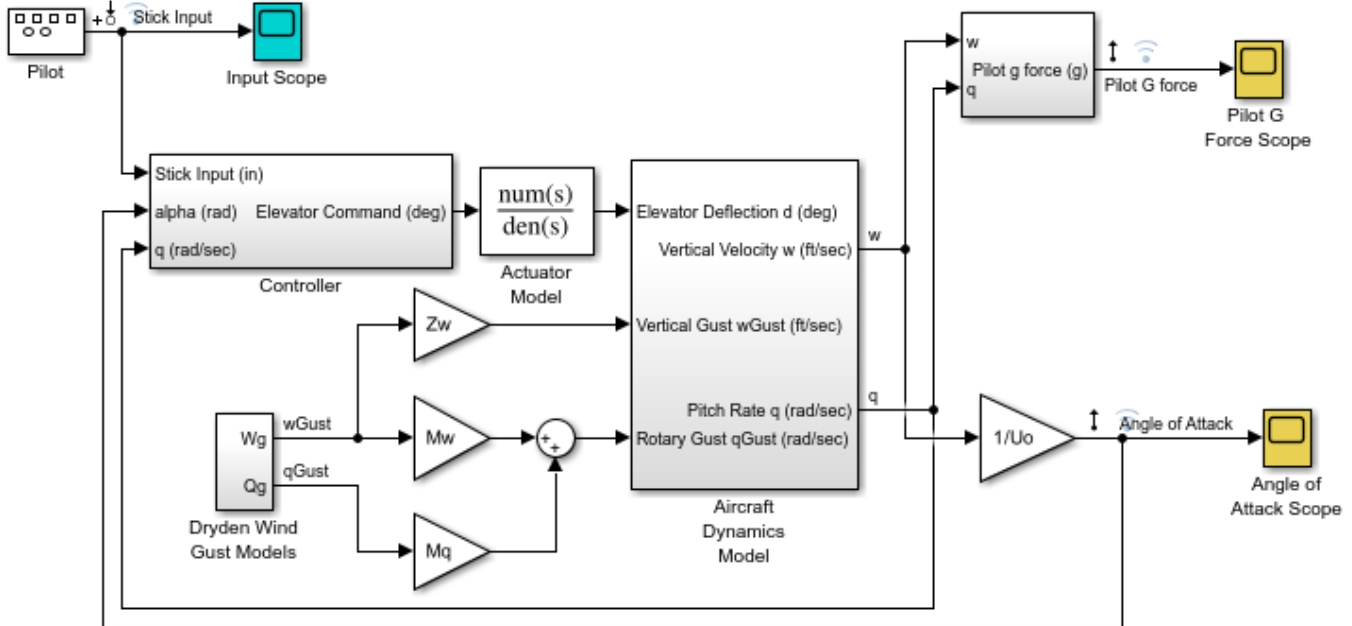 Stick Input
Pilot
Input Scope
w
Pilot g force (g)
q
Pilot G force
Pilot G
Force Scope
Stick Input (in)
alpha (rad)
Elevator Command (deg)
q (rad/sec)
Controller
num(s)
den(s)
Actuator
Model
Elevator Deflection d (deg)
Vertical Velocity w (ft/sec)
Vertical Gust wGust (ft/sec)
Pitch Rate q (rad/sec)
Rotary Gust qGust (rad/sec)
Aircraft
Dynamics
Model
w
q
Zw
Mw
Mq
+
+
Wg
Qg
wGust
qGust
Dryden Wind
Gust Models
1/Uo
Angle of Attack
Angle of
Attack Scope